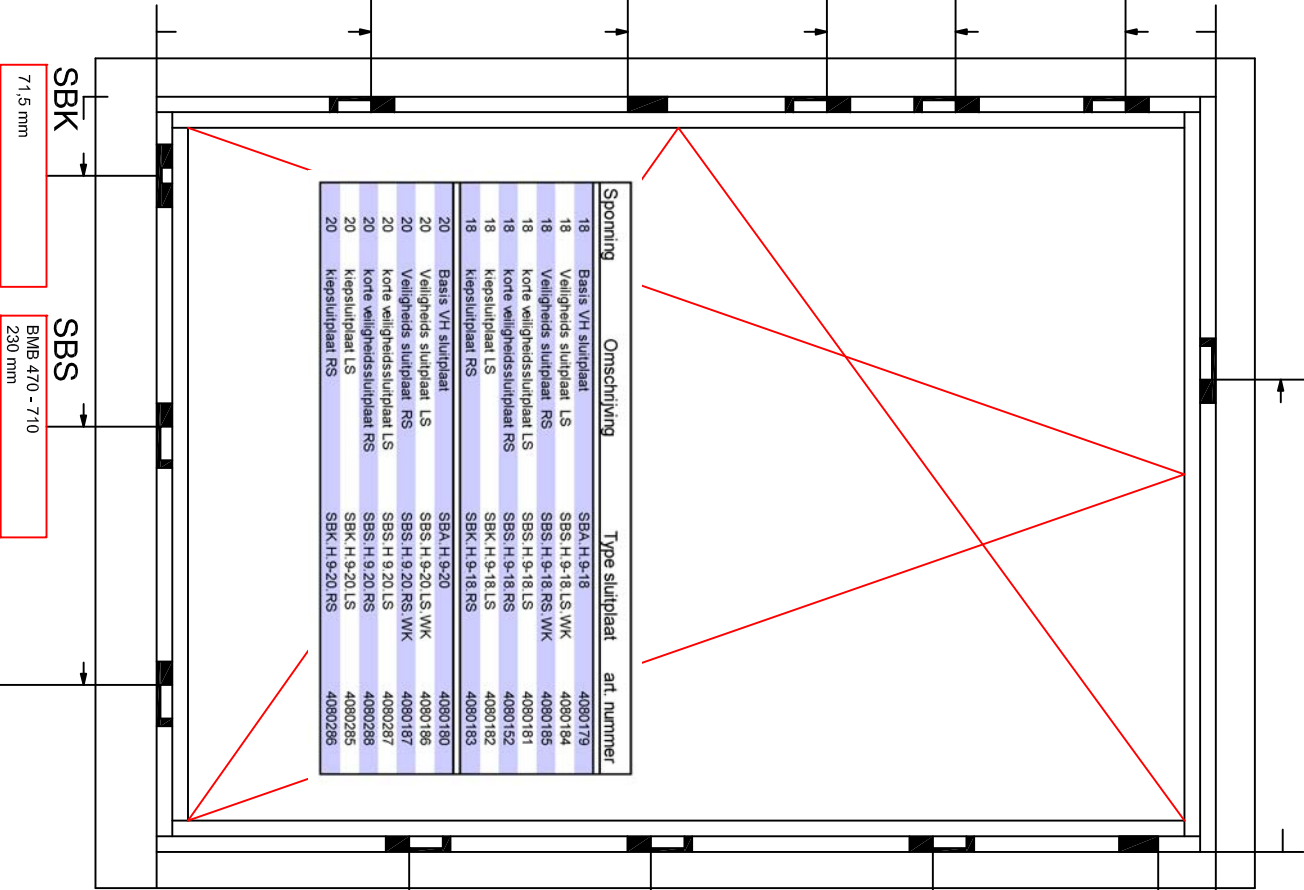 SBK
71,5 mm
SBS
BMB 470 - 710
230 mm
Sponning Omschrijving Type sluitplaat art. nummer
18 Basis VH sluitplaat SBA.H.9-18 4080179
18 Veiligheids sluitplaat LS SBS.H.9-18.LS.WK 4080184
18 Veiligheids sluitplaat RS SBS.H.9-18.RS.WK 4080185
18 korte veiligheidssluitplaat LS SBS.H.9-18.LS 4080181
18 korte veiligheidssluitplaat RS SBS.H.9-18.RS 4080152
18 kiepsluitplaat LS SBK.H.9-18.LS 4080182
18 kiepsluitplaat RS SBK.H.9-18.RS 4080183
20 Basis VH sluitplaat SBA.H.9-20 4080180
20 Veiligheids sluitplaat LS SBS.H.9-20.LS.WK 4080186
20 Veiligheids sluitplaat RS SBS.H.9.20.RS.WK 4080187
20 korte veiligheidssluitplaat LS SBS.H.9.20.LS 4080287
20 korte veiligheidssluitplaat RS SBS.H.9.20.RS 4080288
20 kiepsluitplaat LS SBK.H.9-20.LS 4080285
20 kiepsluitplaat RS SBK.H.9-20.RS 4080286